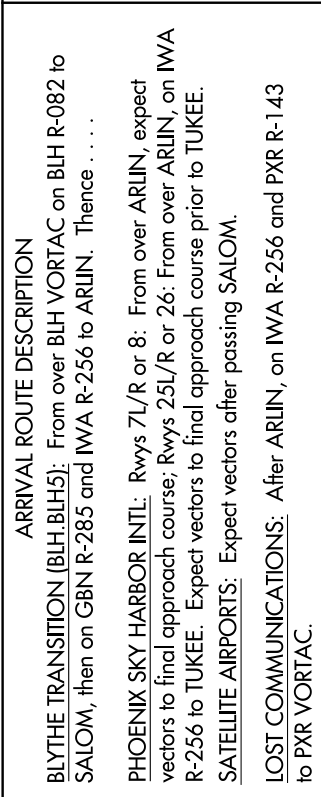 ARRIVAL ROUTE DESCRIPTION
BLYTHE TRANSITION (BLH.BLH5): From over BLH VORTAC on BLH R-082 to
SALOM, then on GBN R-285 and IWA R-256 to ARLIN. Thence . . . .
PHOENIX SKY HARBOR INTL: Rwys 7L/R or 8: From over ARLIN, expect
vectors to final approach course; Rwys 25L/R or 26: From over ARLIN, on IWA
R-256 to TUKEE. Expect vectors to final approach course prior to TUKEE.
SATELLITE AIRPORTS: Expect vectors after passing SALOM.
LOST COMMUNICATIONS: After ARLIN, on IWA R-256 and PXR R-143
to PXR VORTAC.